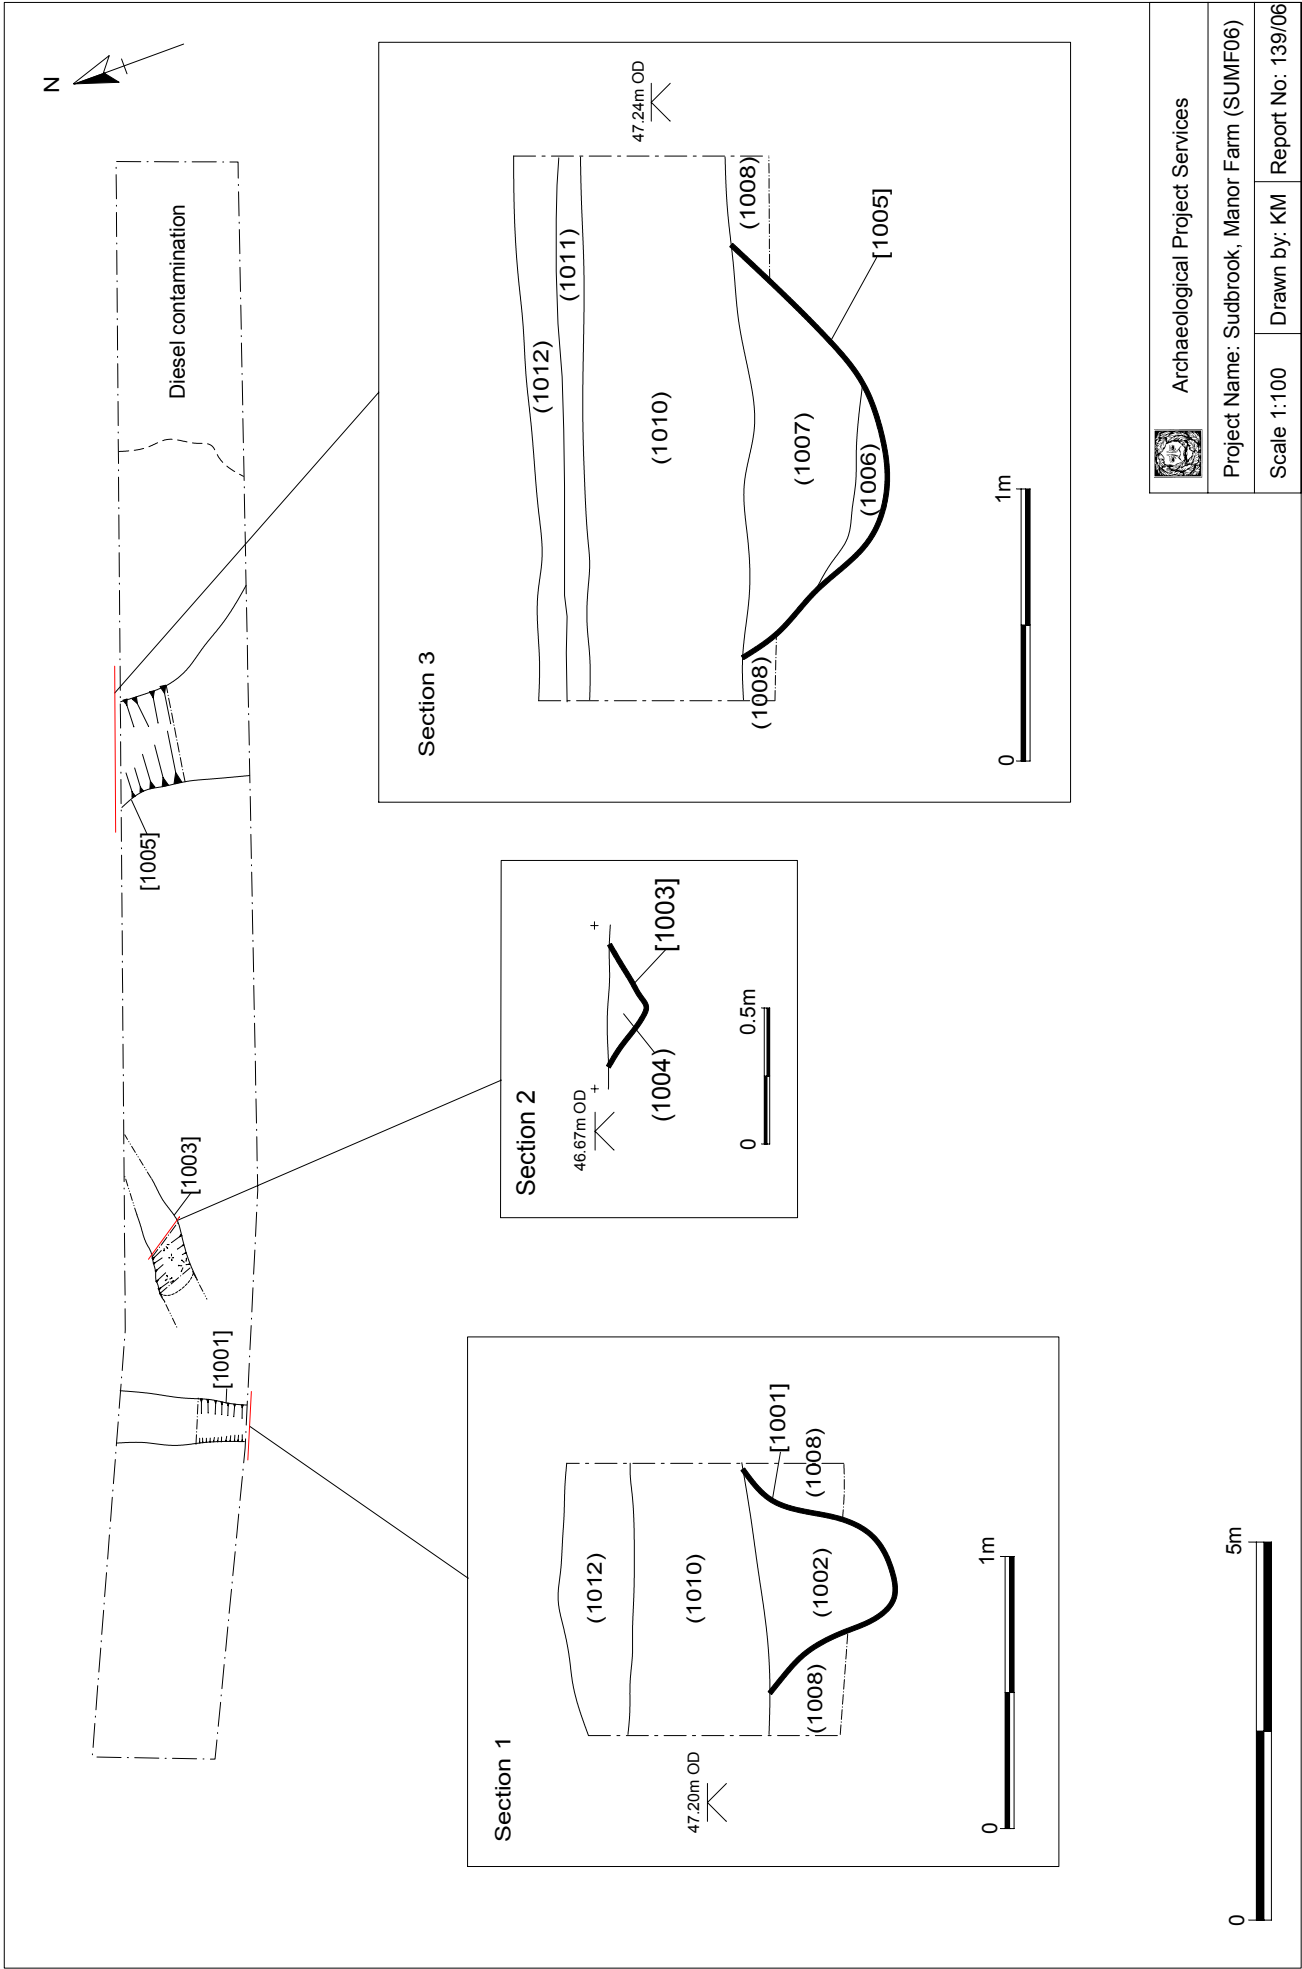 N
Diesel contamination
[1005]
[1003]
[1001]
Section 1
47.20m OD
(1012)
(1010)
(1002)
(1008)
(1008)
[1001]
0
1m
Section 2
46.67m OD
(1004)
[1003]
0
0.5m
Section 3
47.24m OD
(1012)
(1011)
(1010)
(1007)
(1006)
(1008)
(1008)
[1005]
0
1m
0
5m
Archaeological Project Services
Project Name: Sudbrook, Manor Farm (SUMF06)
Scale 1:100
Drawn by: KM
Report No: 139/06